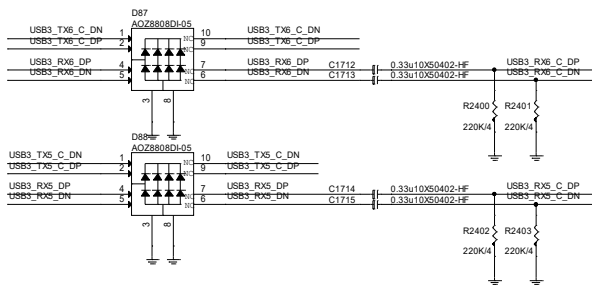 D87
AOZ8808DI-05
USB3_TX6_C_DN 1 10 USB3_TX6_C_DN
USB3_TX6_C_DP 2 NC 9 USB3_TX6_C_DP
NC
USB3_RX6_DP 4 7 USB3_RX6_DP C1712 0.33u10X50402-HF USB3_RX6_C_DP
USB3_RX6_DN 5 NC 6 USB3_RX6_DN C1713 0.33u10X50402-HF USB3_RX6_C_DN
NC
3 8
R2400 R2401
220K/4 220K/4
D88
AOZ8808DI-05
USB3_TX5_C_DN 1 10 USB3_TX5_C_DN
USB3_TX5_C_DP 2 NC 9 USB3_TX5_C_DP
NC
USB3_RX5_DP 4 7 USB3_RX5_DP C1714 0.33u10X50402-HF USB3_RX5_C_DP
USB3_RX5_DN 5 NC 6 USB3_RX5_DN C1715 0.33u10X50402-HF USB3_RX5_C_DN
NC
3 8
R2402 R2403
220K/4 220K/4